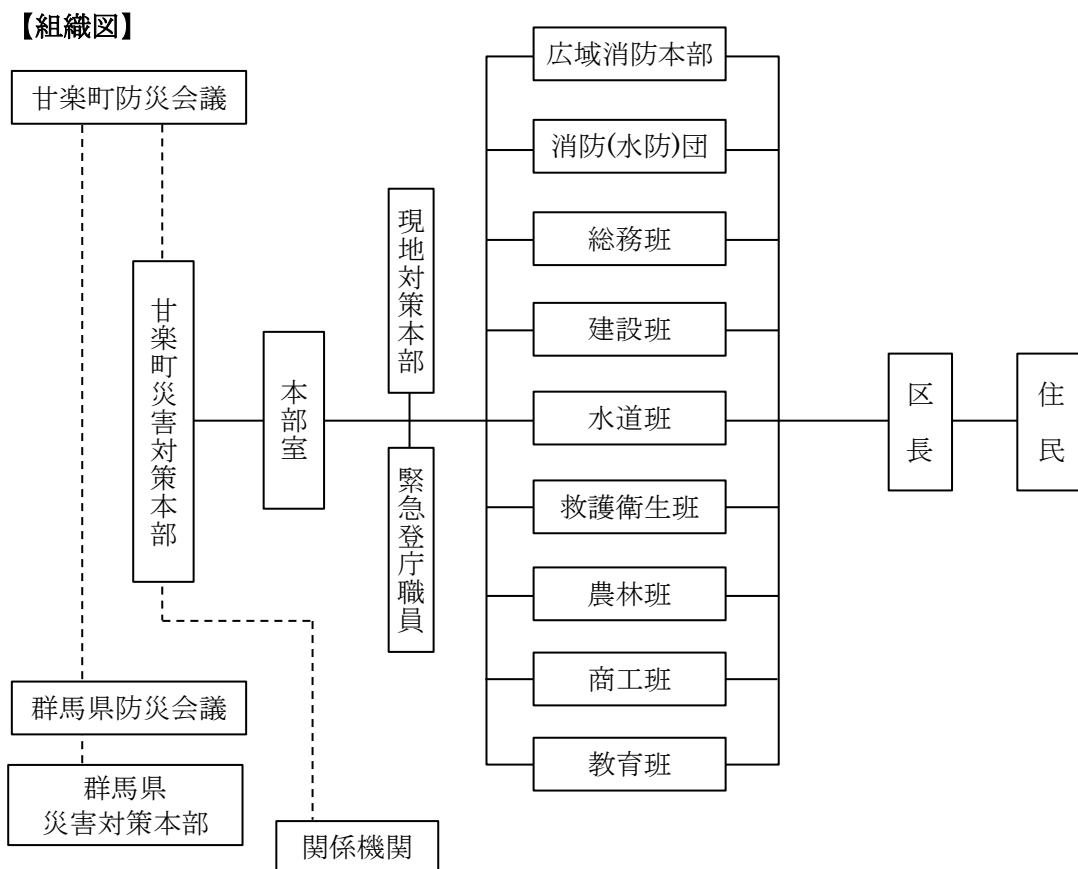 【組織図】
甘楽町防災会議
甘楽町災害対策本部
群馬県防災会議
群馬県
災害対策本部
関係機関
本部室
現地対策本部
緊急登庁職員
広域消防本部
消防(水防)団
総務班
建設班
水道班
救護衛生班
農林班
商工班
教育班
区長
住民